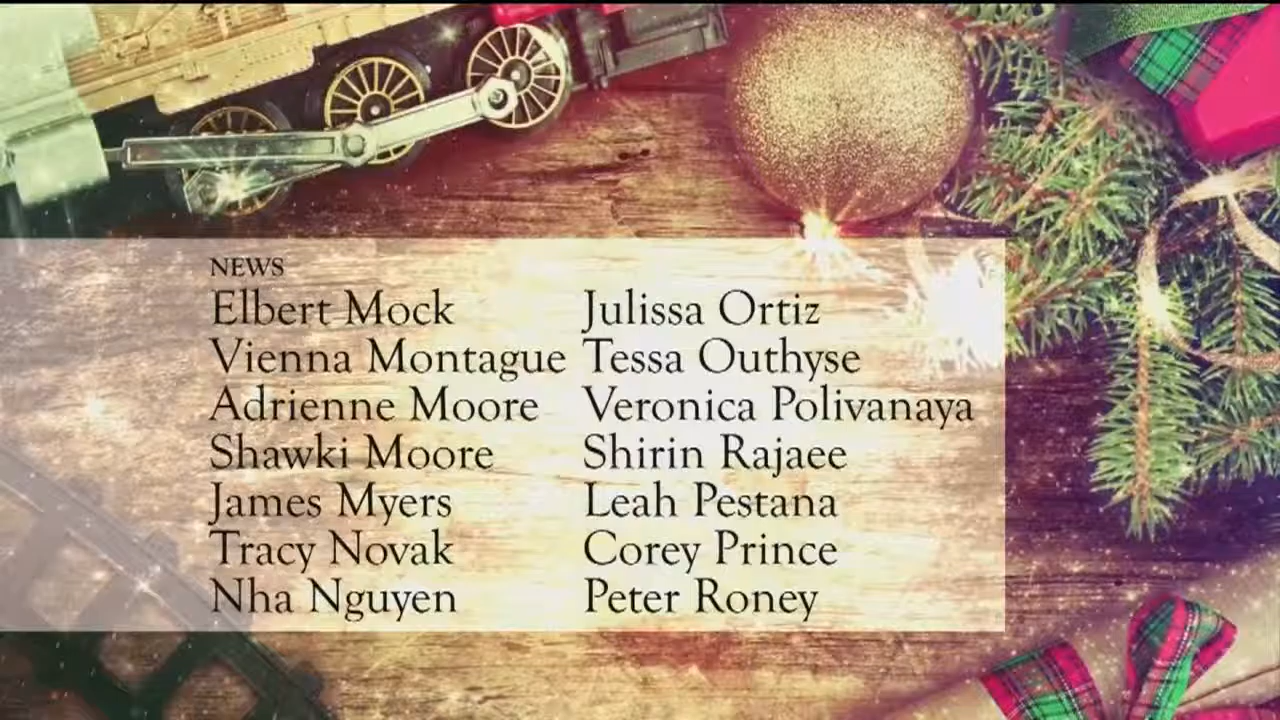 NEWS
Elbert Mock
Vienna Montague
Adrienne Moore
Shawki Moore
James Myers
Tracy Novak
Nha Nguyen
Julissa Ortiz
Tessa Outhyse
Veronica Polivanaya
Shirin Rajaee
Leah Pestana
Corey Prince
Peter Roney